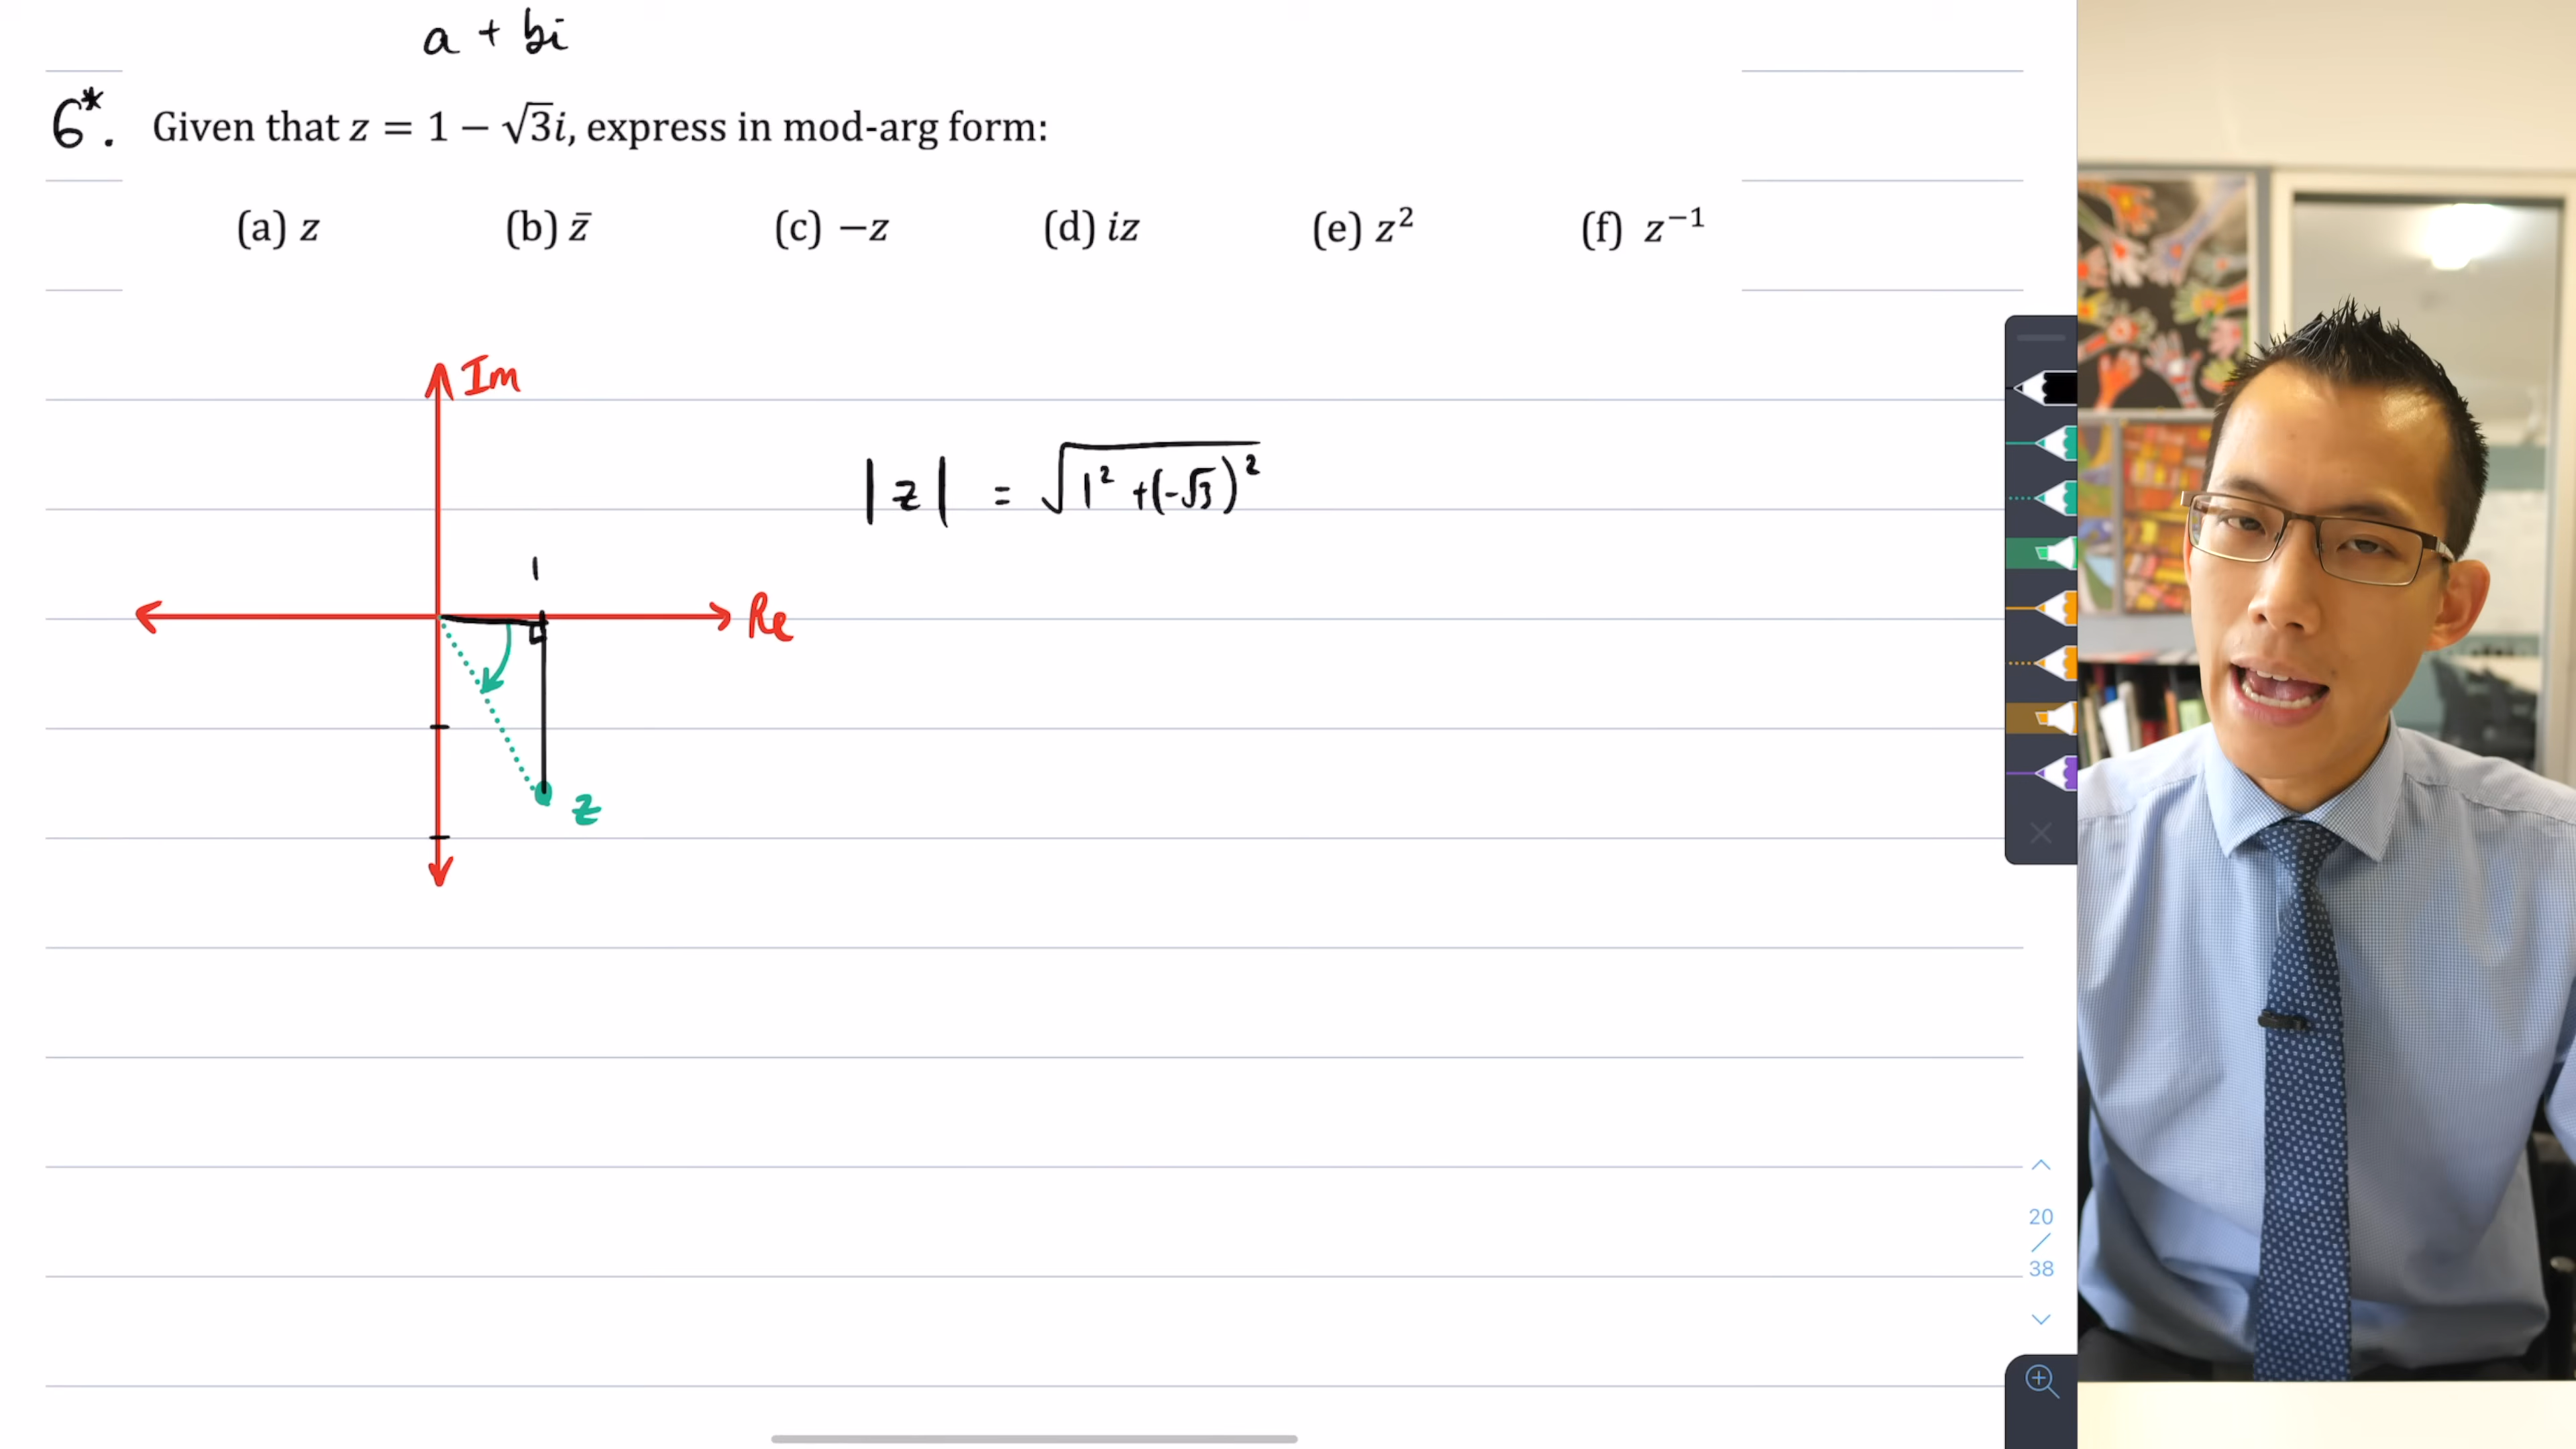 a + bi
6*. Given that z = 1 − √3i, express in mod-arg form:
(a) z (b) z̄ (c) −z (d) iz (e) z² (f) z⁻¹
Im
|z| = √(1² +(-√3)²)
1
Re
z
20
/
38